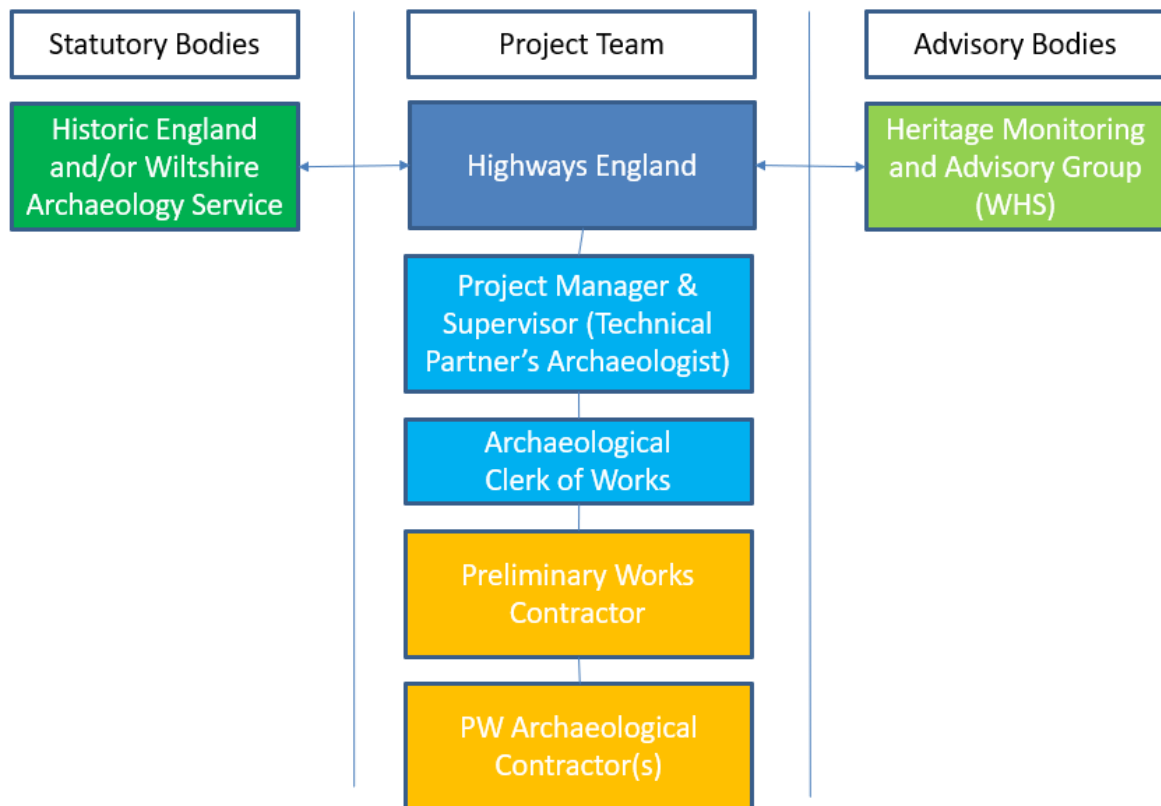 Statutory Bodies
Project Team
Advisory Bodies
Historic England
and/or Wiltshire
Archaeology Service
Highways England
Heritage Monitoring
and Advisory Group
(WHS)
Project Manager &
Supervisor (Technical
Partner’s Archaeologist)
Archaeological
Clerk of Works
Preliminary Works
Contractor
PW Archaeological
Contractor(s)